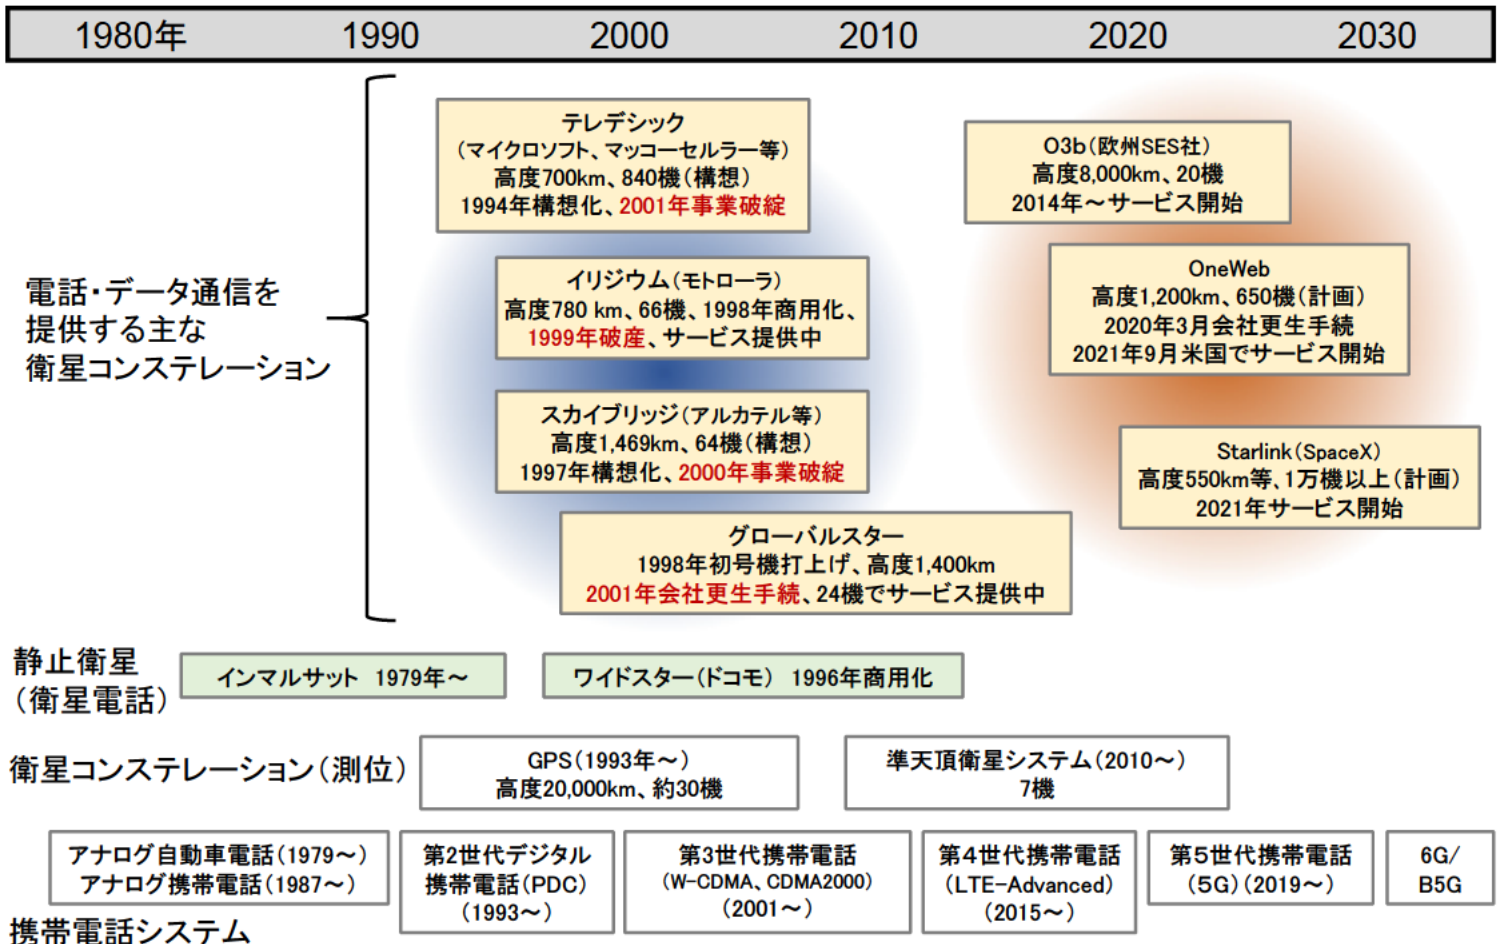 1980年 1990 2000 2010 2020 2030
電話・データ通信を
提供する主な
衛星コンステレーション
テレデシック
(マイクロソフト、マッコーセルラー等)
高度700km、840機(構想)
1994年構想化、2001年事業破綻
イリジウム(モトローラ)
高度780 km、66機、1998年商用化、
1999年破産、サービス提供中
スカイブリッジ(アルカテル等)
高度1,469km、64機(構想)
1997年構想化、2000年事業破綻
グローバルスター
1998年初号機打上げ、高度1,400km
2001年会社更生手続、24機でサービス提供中
O3b(欧州SES社)
高度8,000km、20機
2014年~サービス開始
OneWeb
高度1,200km、650機(計画)
2020年3月会社更生手続
2021年9月米国でサービス開始
Starlink(SpaceX)
高度550km等、1万機以上(計画)
2021年サービス開始
静止衛星
(衛星電話)
インマルサット 1979年~
ワイドスター(ドコモ) 1996年商用化
衛星コンステレーション(測位)
GPS(1993年~)
高度20,000km、約30機
準天頂衛星システム(2010~)
7機
アナログ自動車電話(1979~)
アナログ携帯電話(1987~)
第2世代デジタル
携帯電話(PDC)
(1993~)
第3世代携帯電話
(W-CDMA、CDMA2000)
(2001~)
第4世代携帯電話
(LTE-Advanced)
(2015~)
第5世代携帯電話
(5G)(2019~)
6G/
B5G
携帯電話システム